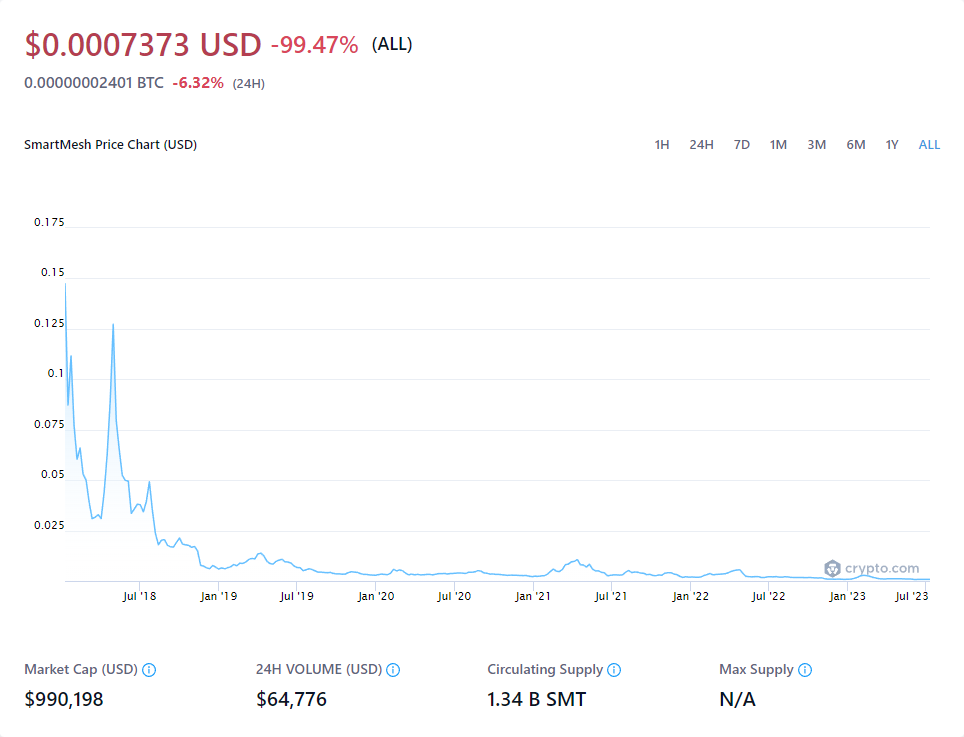 $0.0007373 USD -99.47% (ALL)
0.00000002401 BTC -6.32% (24H)
SmartMesh Price Chart (USD)
1H 24H 7D 1M 3M 6M 1Y ALL
0.175
0.15
0.125
0.1
0.075
0.05
0.025
crypto.com
Jul '18 Jan '19 Jul '19 Jan '20 Jul '20 Jan '21 Jul '21 Jan '22 Jul '22 Jan '23 Jul '23
Market Cap (USD) 24H VOLUME (USD) Circulating Supply Max Supply
$990,198 $64,776 1.34 B SMT N/A